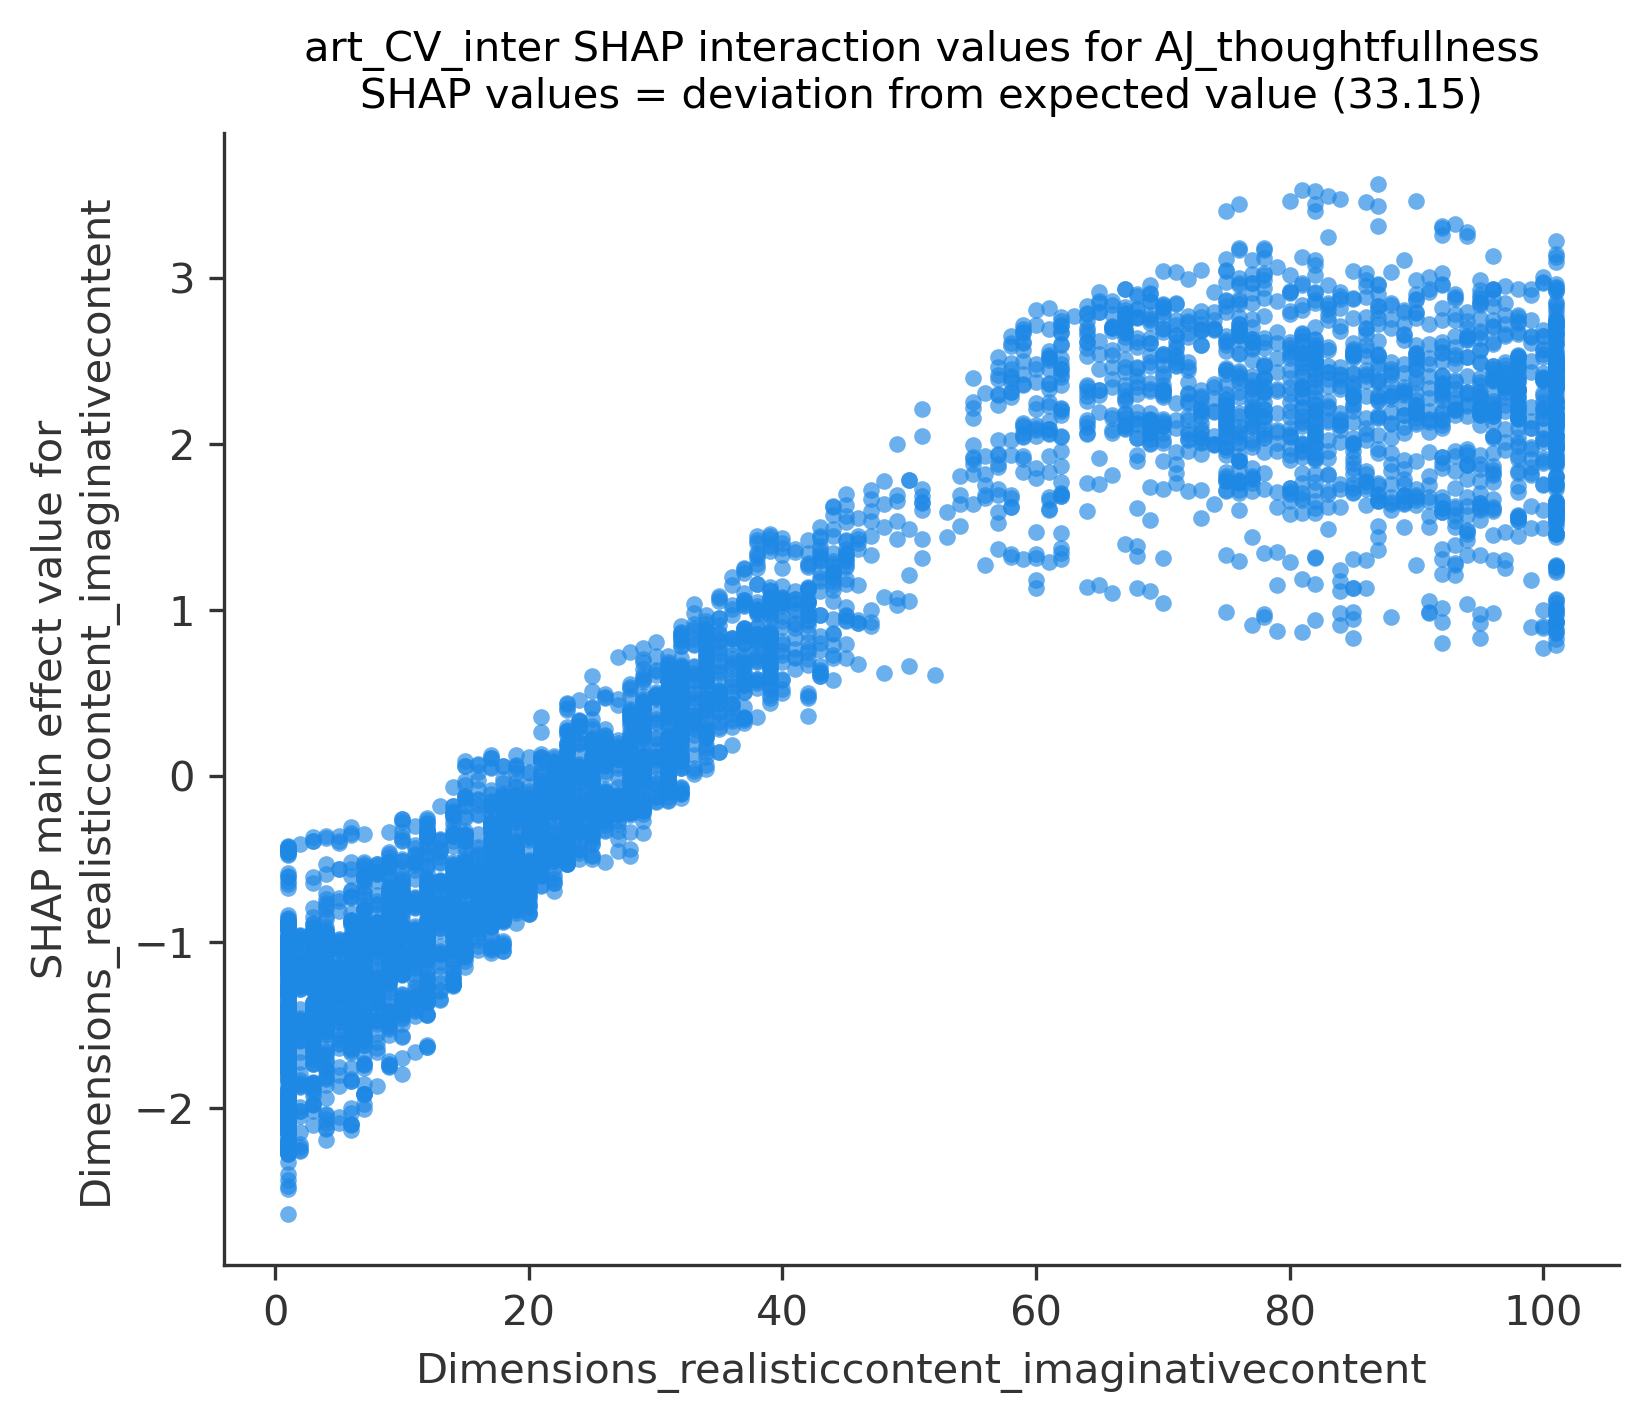 art_CV_inter SHAP interaction values for AJ_thoughtfullness
SHAP values = deviation from expected value (33.15)
SHAP main effect value for
Dimensions_realisticcontent_imaginativecontent
3
2
1
0
−1
−2
0
20
40
60
80
100
Dimensions_realisticcontent_imaginativecontent